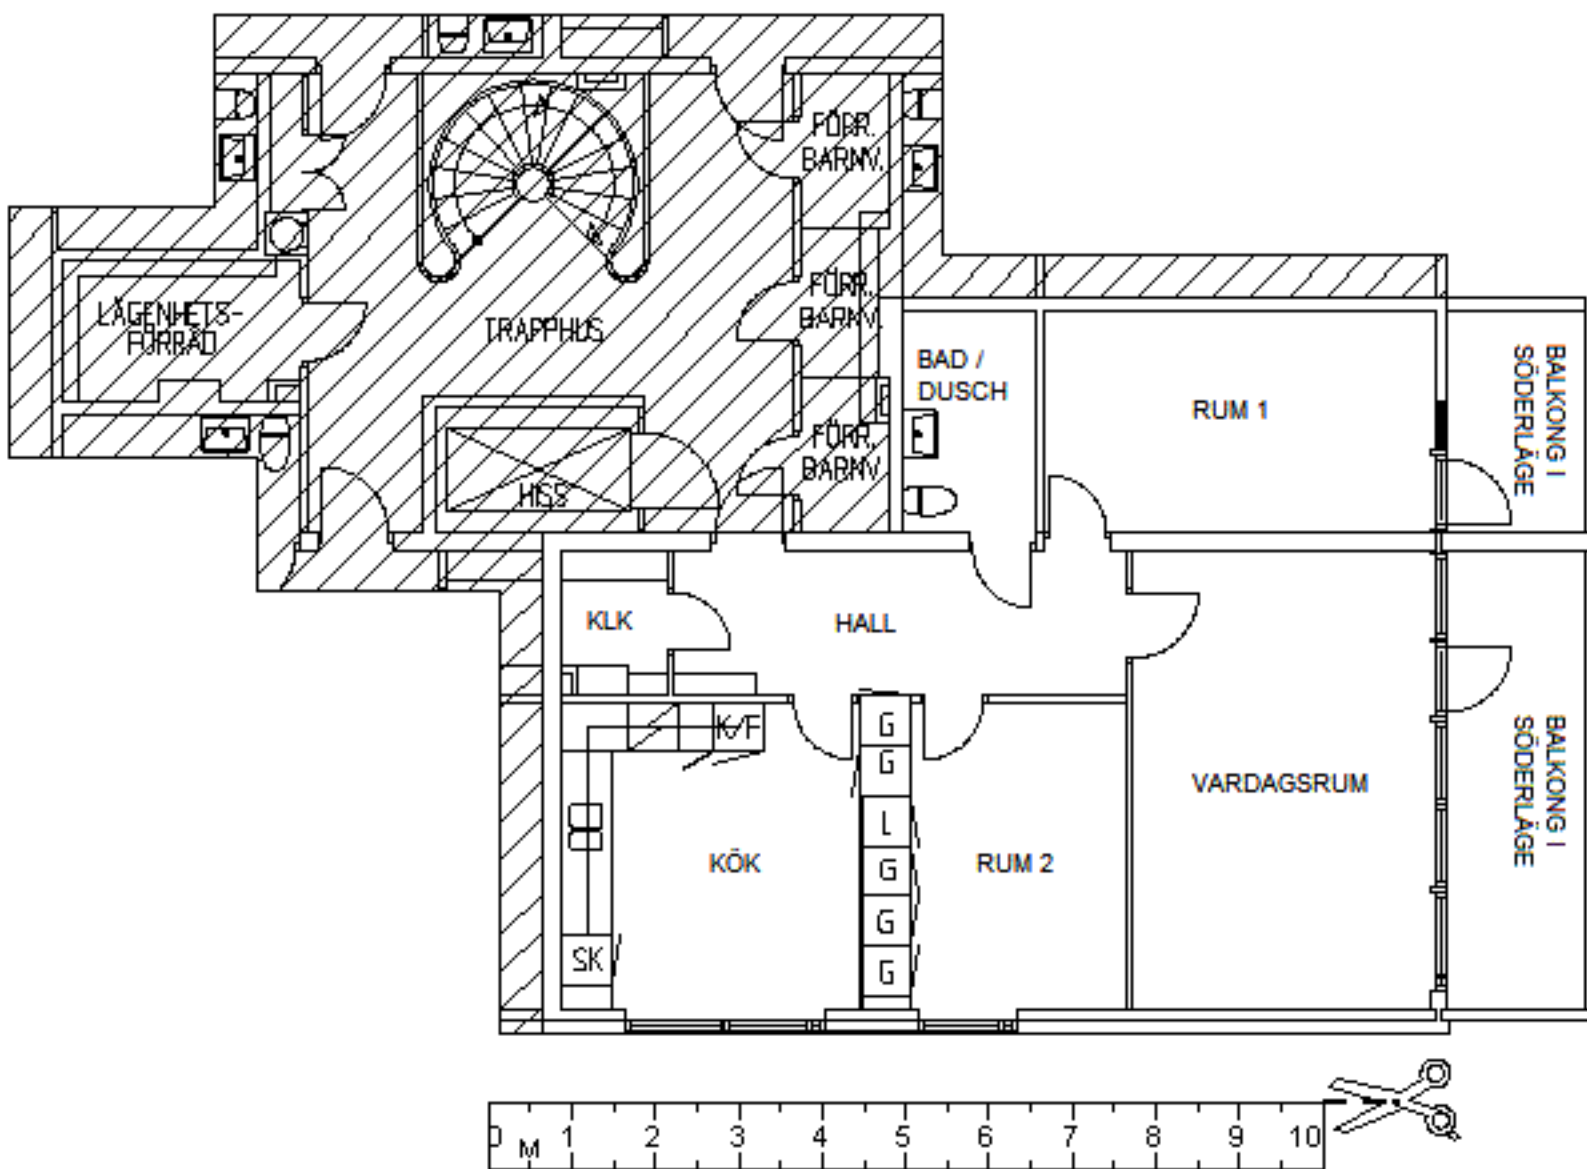 FÖRR.
BARNV.
LÄGENHETS-
FÖRRÅD
TRAPPHUS
FÖRR.
BARNV.
BAD /
DUSCH
RUM 1
BALKONG I
SÖDERLÄGE
FÖRR.
BARNV.
HISS
KLK
HALL
K/F
G
G
L
G
G
G
KÖK
RUM 2
VARDAGSRUM
BALKONG I
SÖDERLÄGE
SK
0 M 1 2 3 4 5 6 7 8 9 10